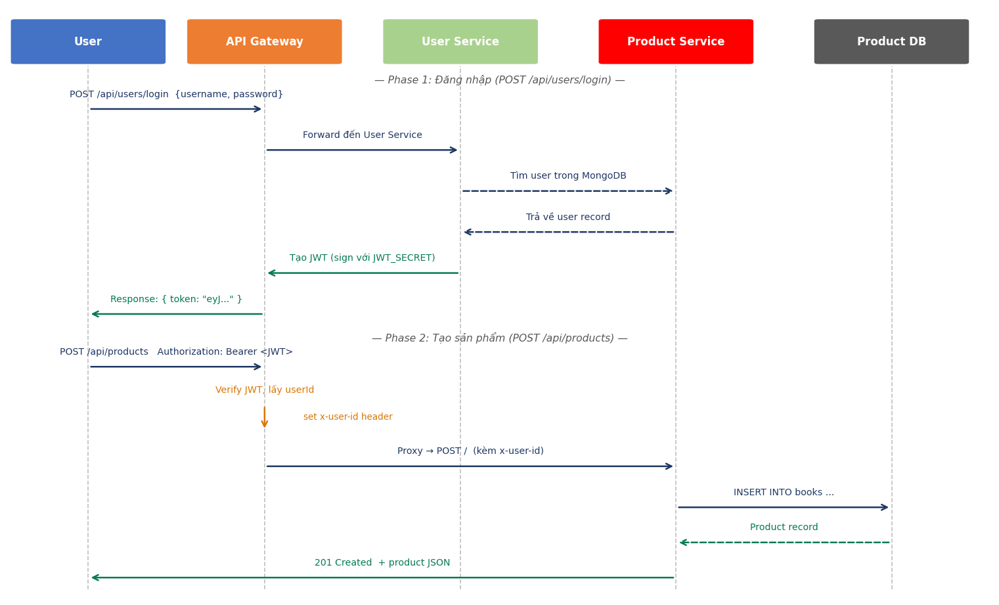 User
API Gateway
User Service
Product Service
Product DB
— Phase 1: Đăng nhập (POST /api/users/login) —
POST /api/users/login  {username, password}
Forward đến User Service
Tìm user trong MongoDB
Trả về user record
Tạo JWT (sign với JWT_SECRET)
Response: { token: "eyJ..." }
— Phase 2: Tạo sản phẩm (POST /api/products) —
POST /api/products   Authorization: Bearer <JWT>
Verify JWT, lấy userId
set x-user-id header
Proxy → POST /  (kèm x-user-id)
INSERT INTO books ...
Product record
201 Created  + product JSON